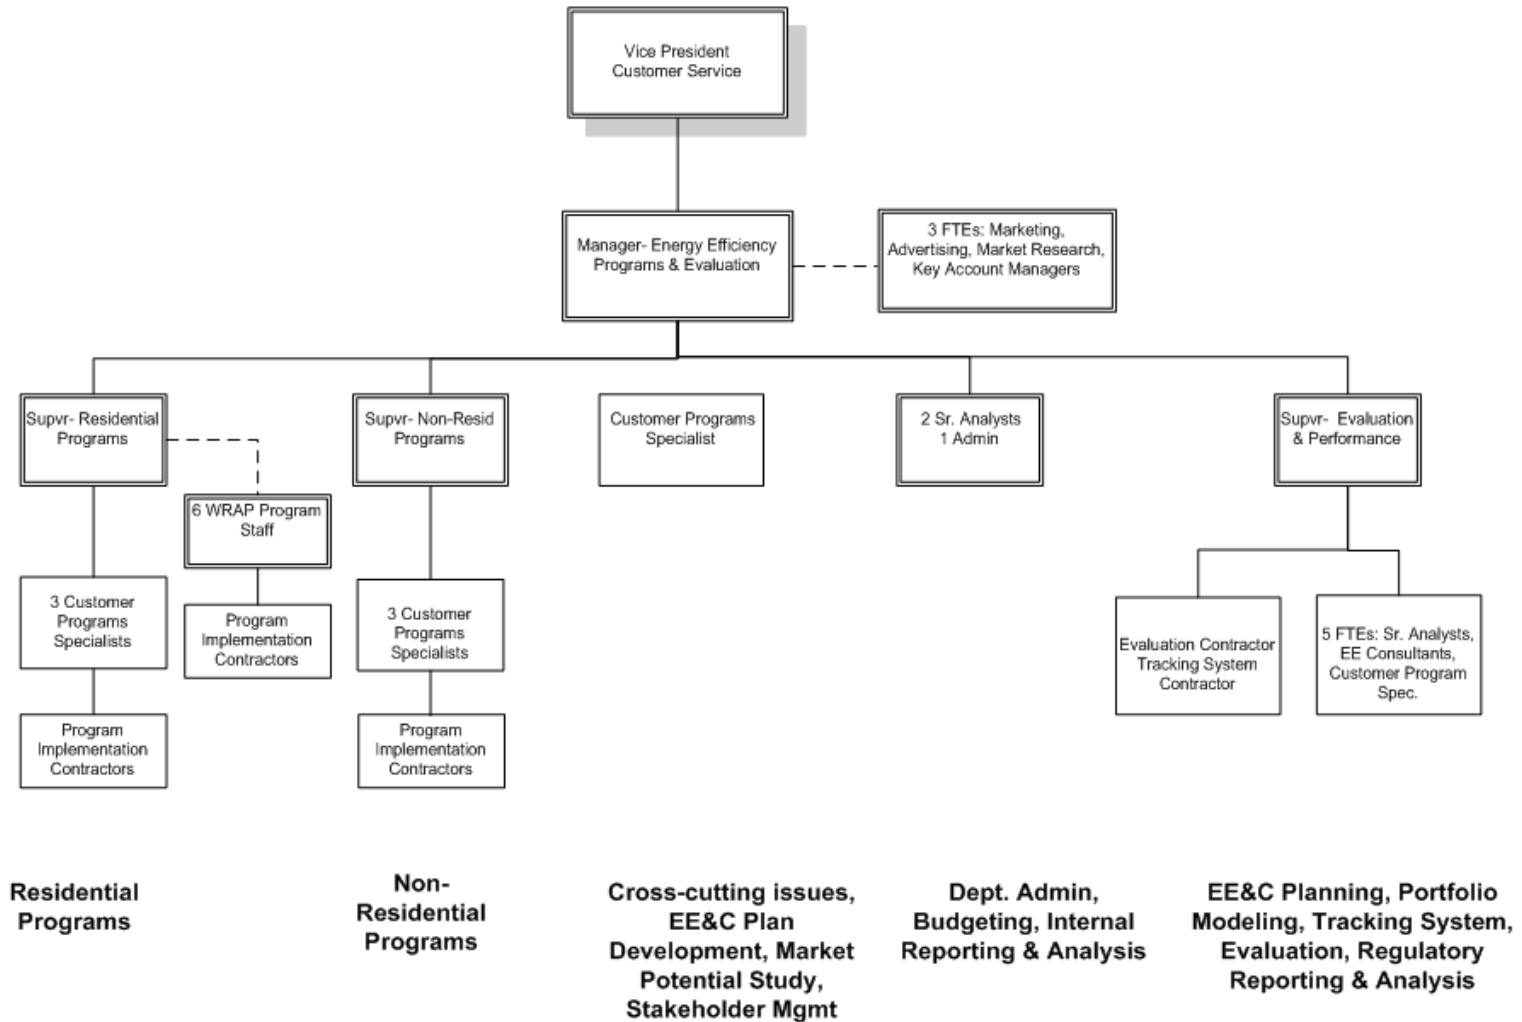 Vice President
Customer Service
Manager- Energy Efficiency
Programs & Evaluation
3 FTEs: Marketing,
Advertising, Market Research,
Key Account Managers
Supvr- Residential
Programs
Supvr- Non-Resid
Programs
Customer Programs
Specialist
2 Sr. Analysts
1 Admin
Supvr-  Evaluation
& Performance
6 WRAP Program
Staff
3 Customer
Programs
Specialists
Program
Implementation
Contractors
3 Customer
Programs
Specialists
Evaluation Contractor
Tracking System
Contractor
5 FTEs: Sr. Analysts,
EE Consultants,
Customer Program
Spec.
Program
Implementation
Contractors
Program
Implementation
Contractors
Residential
Programs
Non-
Residential
Programs
Cross-cutting issues,
EE&C Plan
Development, Market
Potential Study,
Stakeholder Mgmt
Dept. Admin,
Budgeting, Internal
Reporting & Analysis
EE&C Planning, Portfolio
Modeling, Tracking System,
Evaluation, Regulatory
Reporting & Analysis